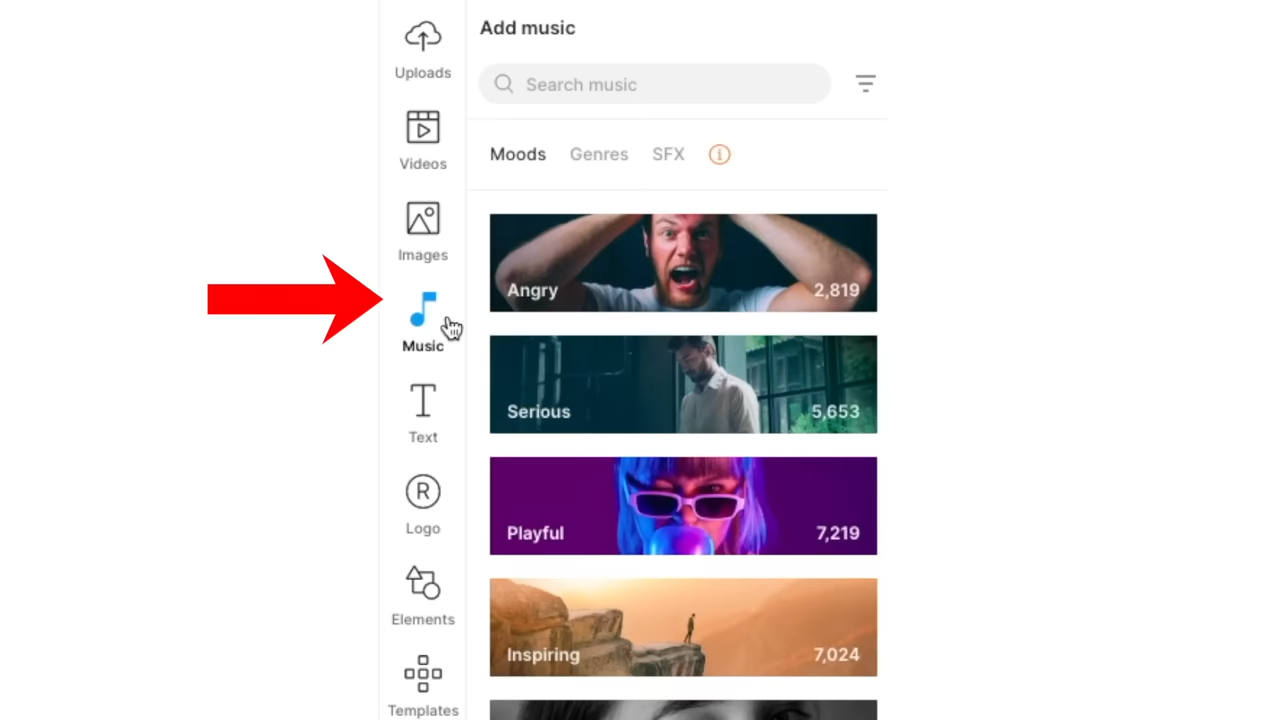 Add music
Uploads
Search music
Videos
Moods Genres SFX
Images
Angry 2,819
Music
Serious 5,653
Text
R
Logo
Playful 7,219
Elements
Inspiring 7,024
Templates